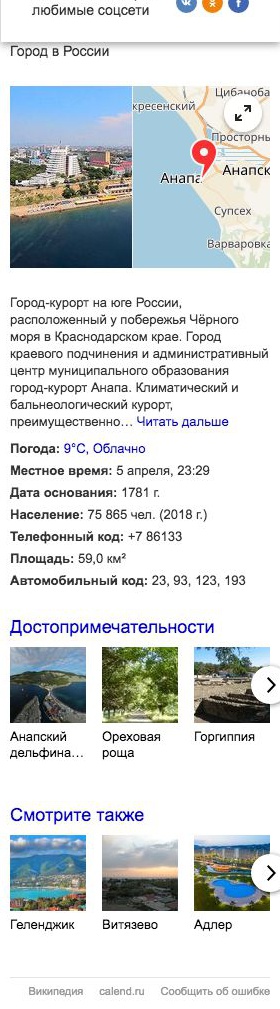 любимые соцсети
Город в России
Цибаноба
кресенский
Просторны
Анапа
Анапск
Супсех
Варваровка
Город-курорт на юге России,
расположенный у побережья Чёрного
моря в Краснодарском крае. Город
краевого подчинения и административный
центр муниципального образования
город-курорт Анапа. Климатический и
бальнеологический курорт,
преимущественно… Читать дальше
Погода: 9°C, Облачно
Местное время: 5 апреля, 23:29
Дата основания: 1781 г.
Население: 75 865 чел. (2018 г.)
Телефонный код: +7 86133
Площадь: 59,0 км²
Автомобильный код: 23, 93, 123, 193
Достопримечательности
Анапский
дельфина…
Ореховая
роща
Горгиппия
Смотрите также
Геленджик
Витязево
Адлер
Википедия calend.ru Сообщить об ошибке